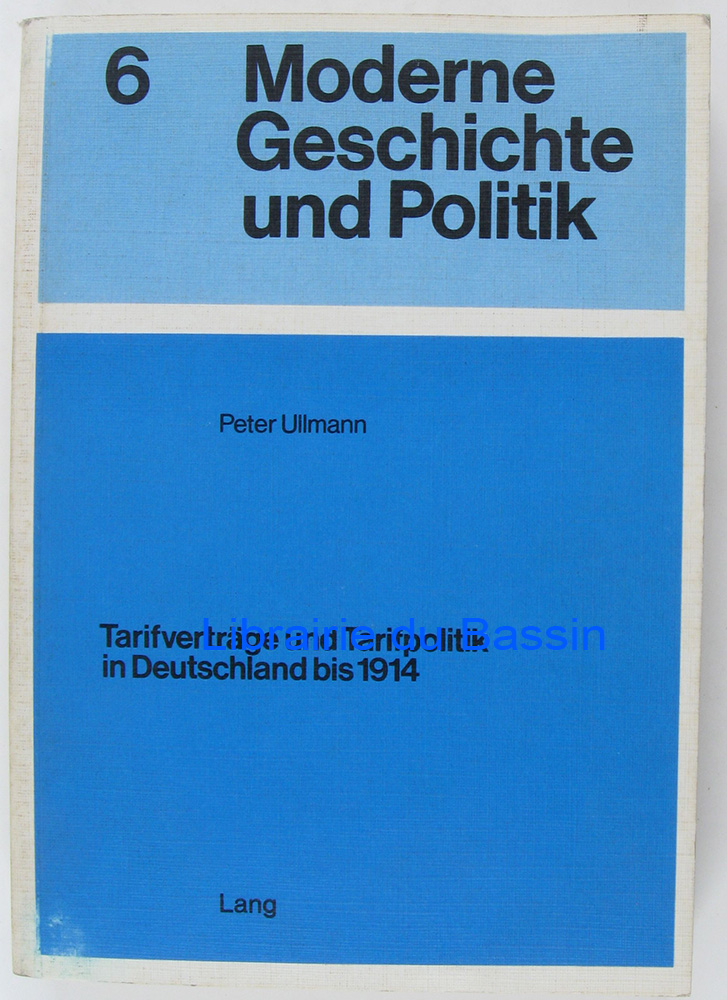 6 Moderne
Geschichte
und Politik
Peter Ullmann
Tarifverträge und Tarifpolitik
in Deutschland bis 1914
Librairie du Bassin
Lang